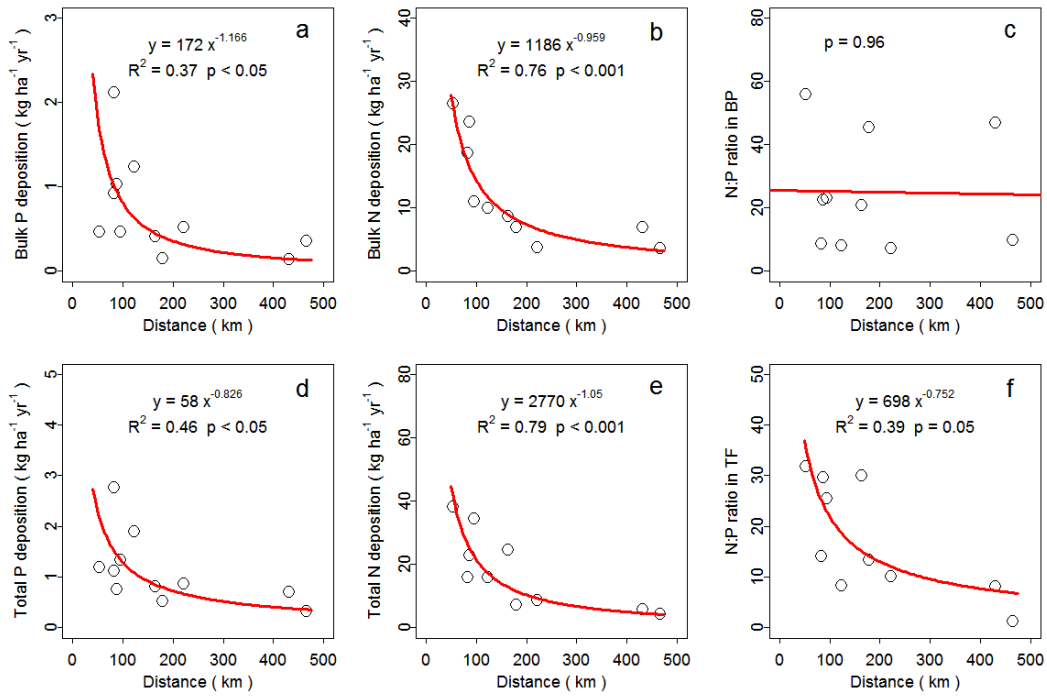 a
y = 172 x^-1.166
R^2 = 0.37 p < 0.05
Bulk P deposition ( kg ha^-1 yr^-1 )
0 1 2 3
0 100 200 300 400 500
Distance ( km )
b
y = 1186 x^-0.959
R^2 = 0.76 p < 0.001
Bulk N deposition ( kg ha^-1 yr^-1 )
0 10 20 30 40
0 100 200 300 400 500
Distance ( km )
c
p = 0.96
N:P ratio in BP
0 20 40 60 80
0 100 200 300 400 500
Distance ( km )
d
y = 58 x^-0.826
R^2 = 0.46 p < 0.05
Total P deposition ( kg ha^-1 yr^-1 )
0 1 2 3 4 5
0 100 200 300 400 500
Distance ( km )
e
y = 2770 x^-1.05
R^2 = 0.79 p < 0.001
Total N deposition ( kg ha^-1 yr^-1 )
0 20 40 60 80
0 100 200 300 400 500
Distance ( km )
f
y = 698 x^-0.752
R^2 = 0.39 p = 0.05
N:P ratio in TF
0 10 20 30 40 50
0 100 200 300 400 500
Distance ( km )